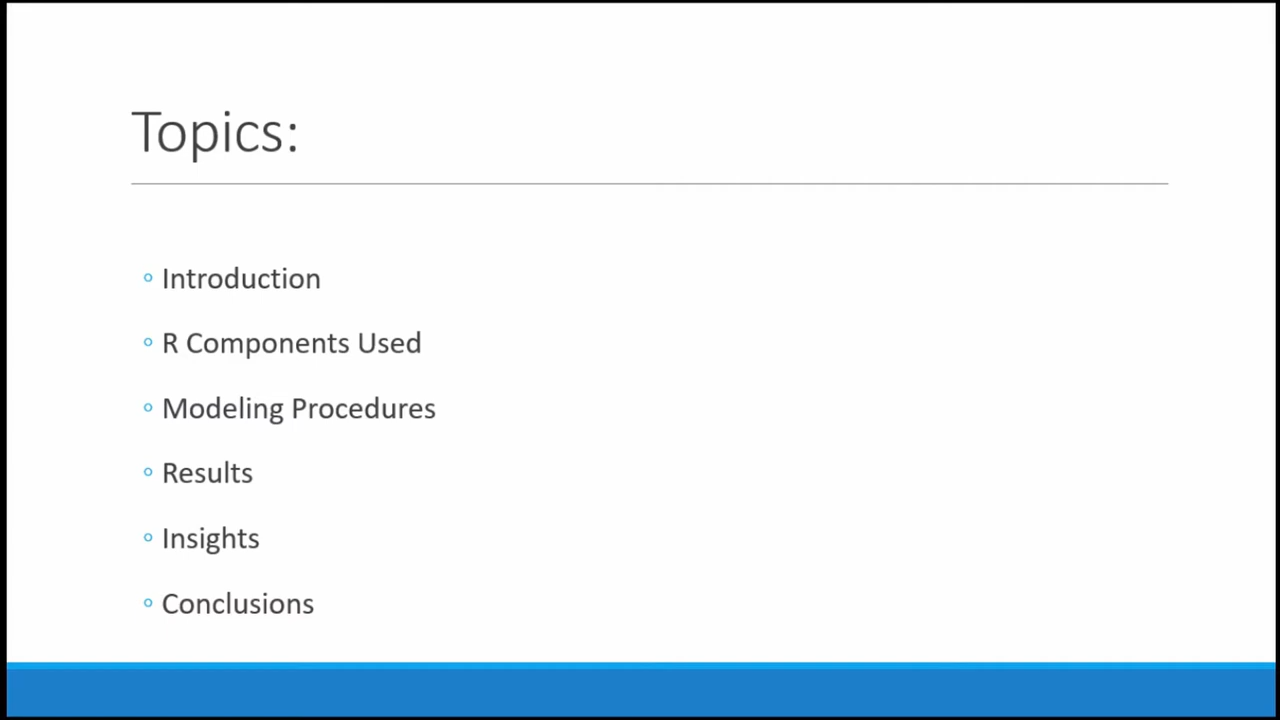 Topics:
Introduction
R Components Used
Modeling Procedures
Results
Insights
Conclusions